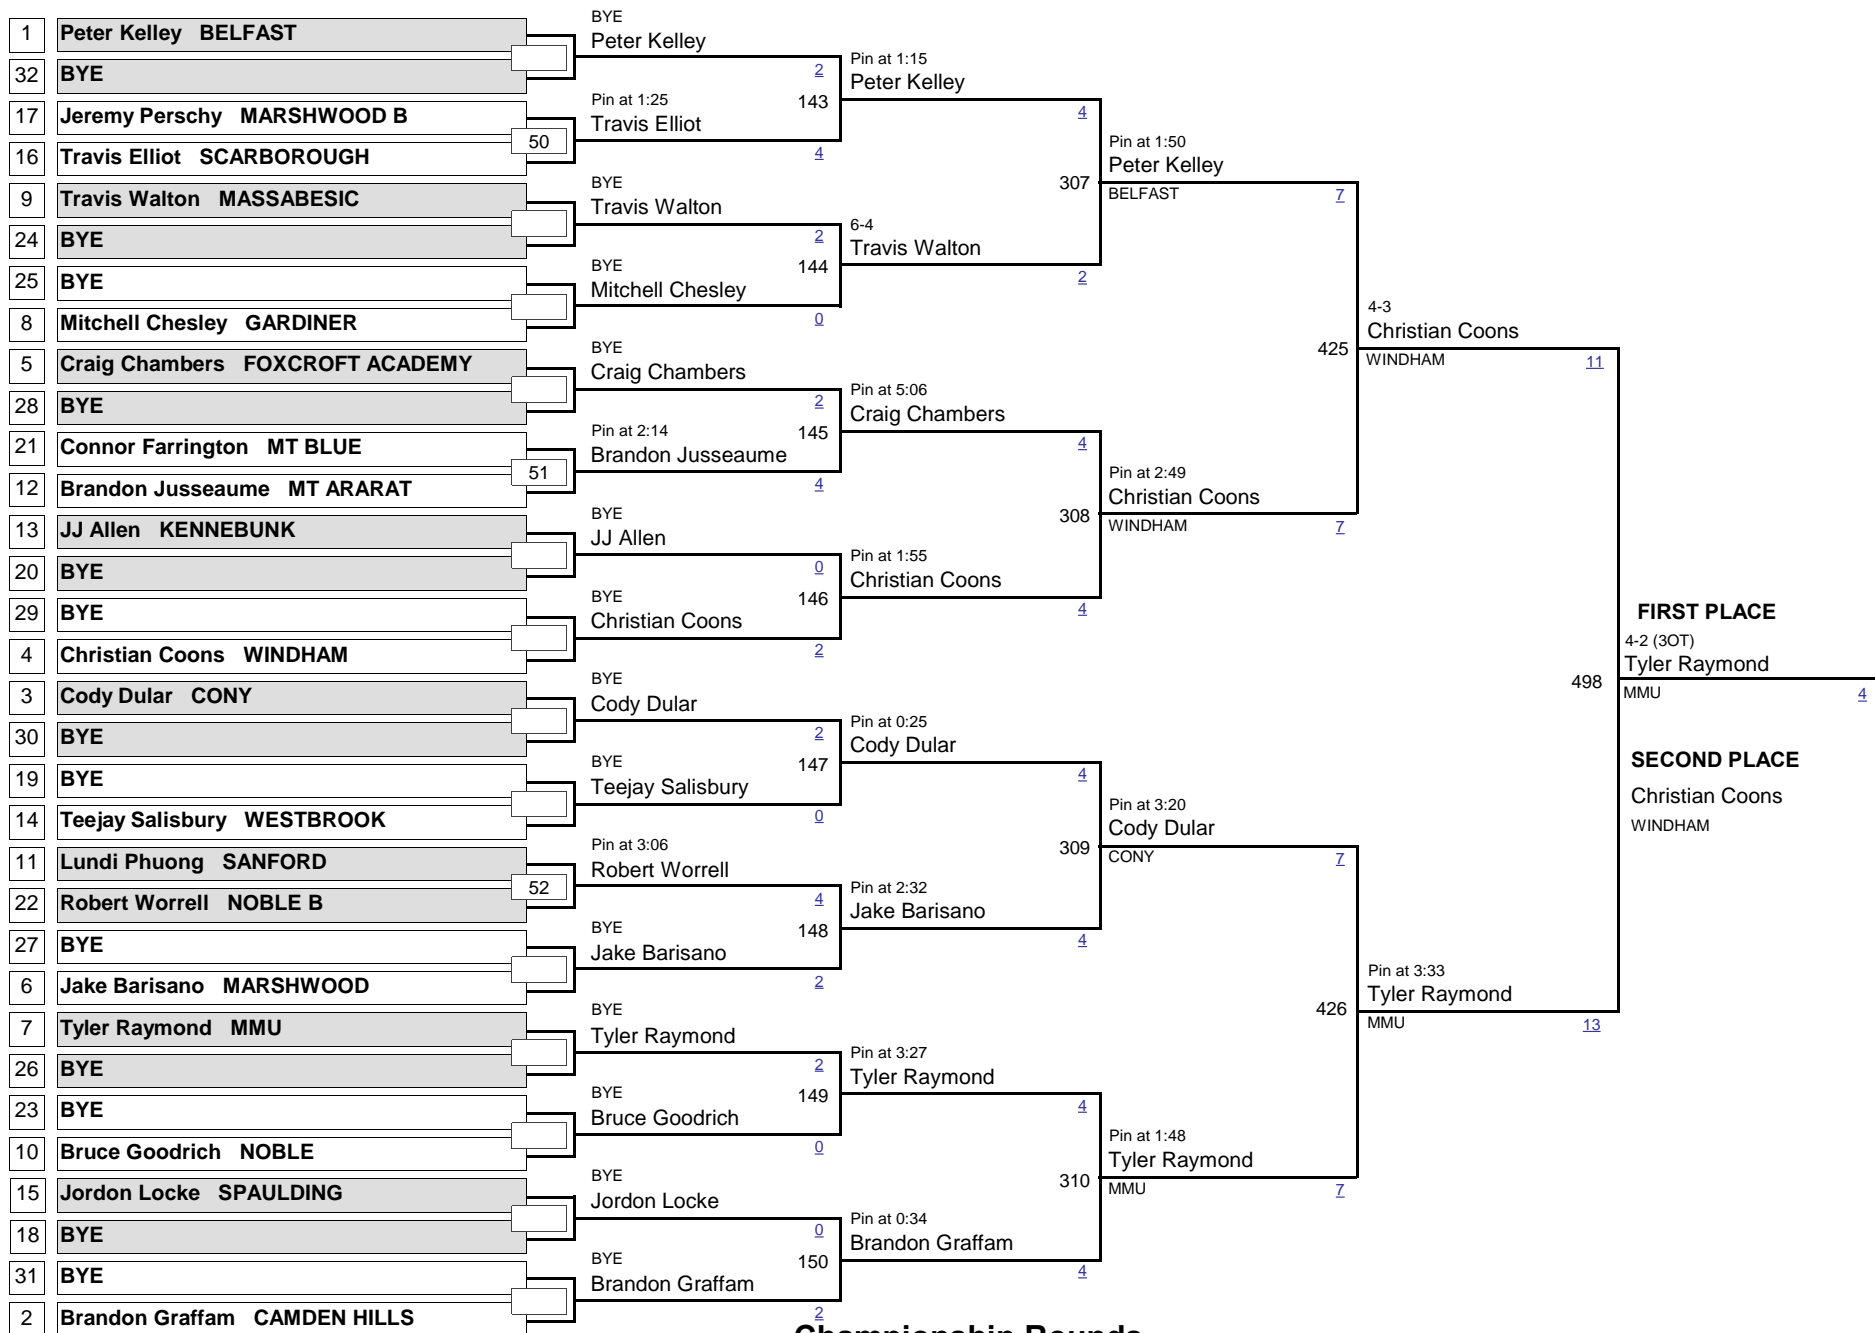 1 Peter Kelley BELFAST
32 BYE
17 Jeremy Perschy MARSHWOOD B
50
16 Travis Elliot SCARBOROUGH
9 Travis Walton MASSABESIC
24 BYE
25 BYE
8 Mitchell Chesley GARDINER
5 Craig Chambers FOXCROFT ACADEMY
28 BYE
21 Connor Farrington MT BLUE
51
12 Brandon Jusseaume MT ARARAT
13 JJ Allen KENNEBUNK
20 BYE
29 BYE
4 Christian Coons WINDHAM
3 Cody Dular CONY
30 BYE
19 BYE
14 Teejay Salisbury WESTBROOK
11 Lundi Phuong SANFORD
52
22 Robert Worrell NOBLE B
27 BYE
6 Jake Barisano MARSHWOOD
7 Tyler Raymond MMU
26 BYE
23 BYE
10 Bruce Goodrich NOBLE
15 Jordon Locke SPAULDING
18 BYE
31 BYE
2 Brandon Graffam CAMDEN HILLS
BYE
Peter Kelley
2
Pin at 1:25
143
Travis Elliot
4
BYE
Travis Walton
2
BYE
144
Mitchell Chesley
0
BYE
Craig Chambers
2
Pin at 2:14
145
Brandon Jusseaume
4
BYE
JJ Allen
0
BYE
146
Christian Coons
2
BYE
Cody Dular
2
BYE
147
Teejay Salisbury
0
Pin at 3:06
Robert Worrell
4
BYE
148
Jake Barisano
2
BYE
Tyler Raymond
2
BYE
149
Bruce Goodrich
0
BYE
Jordon Locke
0
BYE
150
Brandon Graffam
2
Pin at 1:15
Peter Kelley
4
307
6-4
Travis Walton
2
Pin at 5:06
Craig Chambers
4
308
Pin at 1:55
Christian Coons
4
Pin at 0:25
Cody Dular
4
309
Pin at 2:32
Jake Barisano
4
Pin at 3:27
Tyler Raymond
4
310
Pin at 0:34
Brandon Graffam
4
Pin at 1:50
Peter Kelley
BELFAST
7
425
Pin at 2:49
Christian Coons
WINDHAM
7
Pin at 3:20
Cody Dular
CONY
7
426
Pin at 1:48
Tyler Raymond
MMU
7
4-3
Christian Coons
WINDHAM
11
498
Pin at 3:33
Tyler Raymond
MMU
13
FIRST PLACE
4-2 (3OT)
Tyler Raymond
MMU
4
SECOND PLACE
Christian Coons
WINDHAM
Championship Rounds